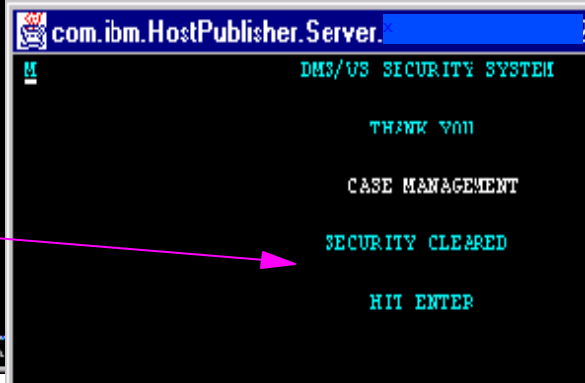 com.ibm.HostPublisher.Server.
M DMS/VS SECURITY SYSTEM
THANK YOU
CASE MANAGEMENT
SECURITY CLEARED
HIT ENTER